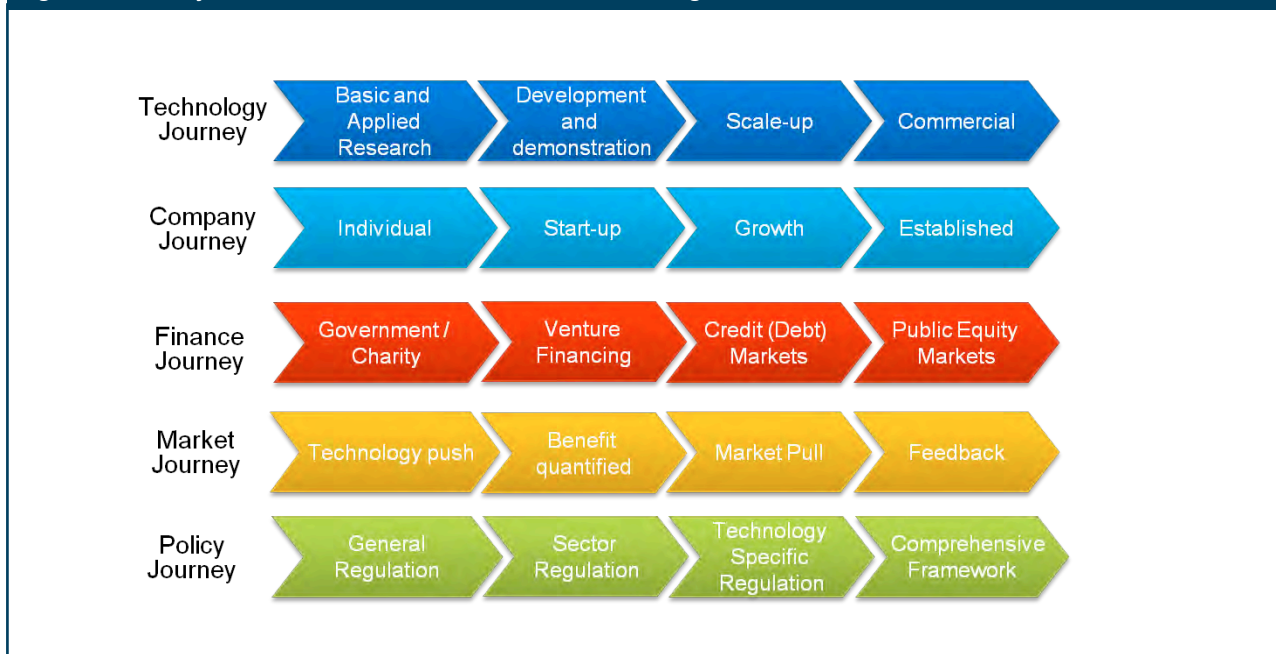 Technology
Journey
Basic and
Applied
Research
Development
and
demonstration
Scale-up
Commercial
Company
Journey
Individual
Start-up
Growth
Established
Finance
Journey
Government /
Charity
Venture
Financing
Credit (Debt)
Markets
Public Equity
Markets
Market
Journey
Technology push
Benefit
quantified
Market Pull
Feedback
Policy
Journey
General
Regulation
Sector
Regulation
Technology
Specific
Regulation
Comprehensive
Framework